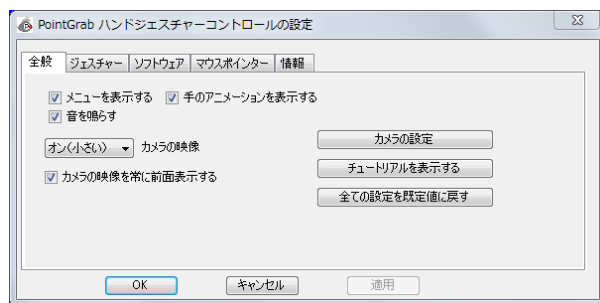 PointGrab ハンドジェスチャーコントロールの設定
全般 ジェスチャー ソフトウェア マウスポインター 情報
メニューを表示する 手のアニメーションを表示する
音を鳴らす
オン(小さい) カメラの映像
カメラの映像を常に前面表示する
カメラの設定
チュートリアルを表示する
全ての設定を既定値に戻す
OK キャンセル 適用